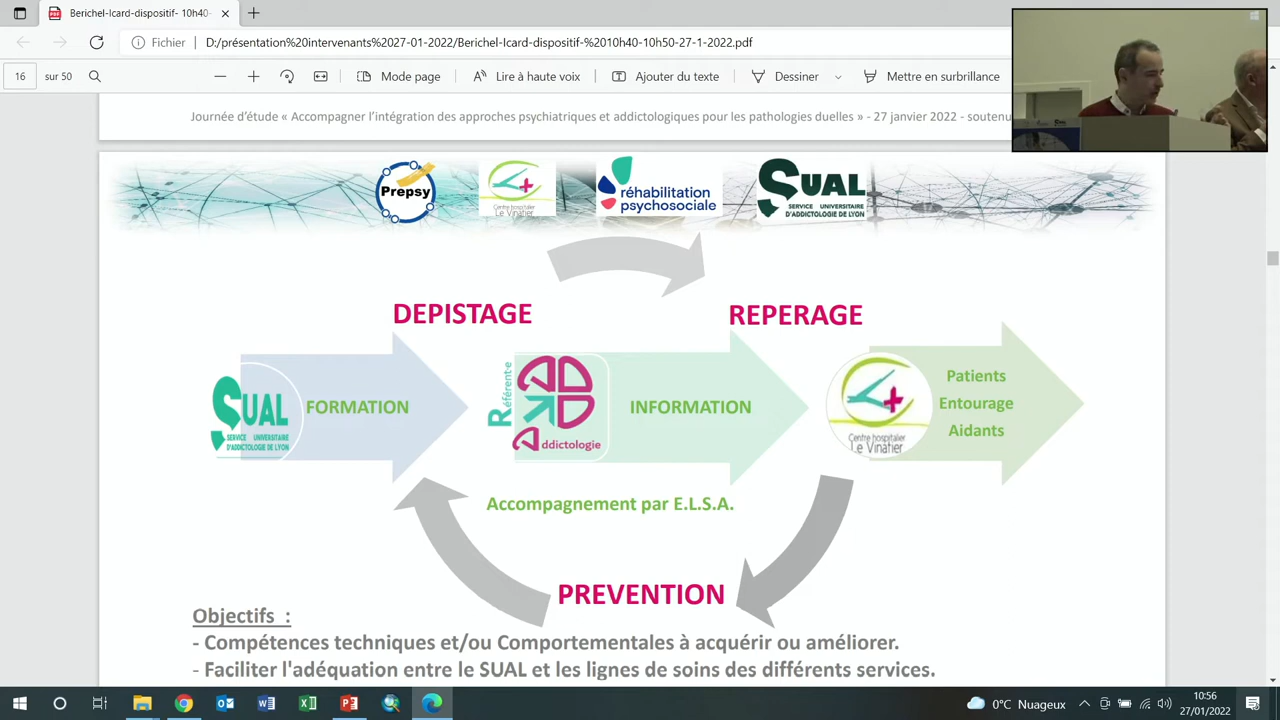 Berichel-Icard-dispositif- 10h40-
Fichier
D:/présentation%20intervenants%2027-01-2022/Berichel-Icard-dispositif-%2010h40-10h50-27-1-2022.pdf
16
sur 50
Mode page
Lire à haute voix
Ajouter du texte
Dessiner
Mettre en surbrillance
Journée d'étude « Accompagner l'intégration des approches psychiatriques et addictologiques pour les pathologies duelles » - 27 janvier 2022 - soutenu
Prepsy
Centre hospitalier
Le Vinatier
réhabilitation
psychosociale
SUAL
SERVICE UNIVERSITAIRE
D'ADDICTOLOGIE DE LYON
DEPISTAGE
REPERAGE
SUAL
SERVICE UNIVERSITAIRE
D'ADDICTOLOGIE DE LYON
FORMATION
Référent·e
Addictologie
INFORMATION
Centre hospitalier
Le Vinatier
Patients
Entourage
Aidants
Accompagnement par E.L.S.A.
PREVENTION
Objectifs :
- Compétences techniques et/ou Comportementales à acquérir ou améliorer.
- Faciliter l'adéquation entre le SUAL et les lignes de soins des différents services.
0°C Nuageux
10:56
27/01/2022